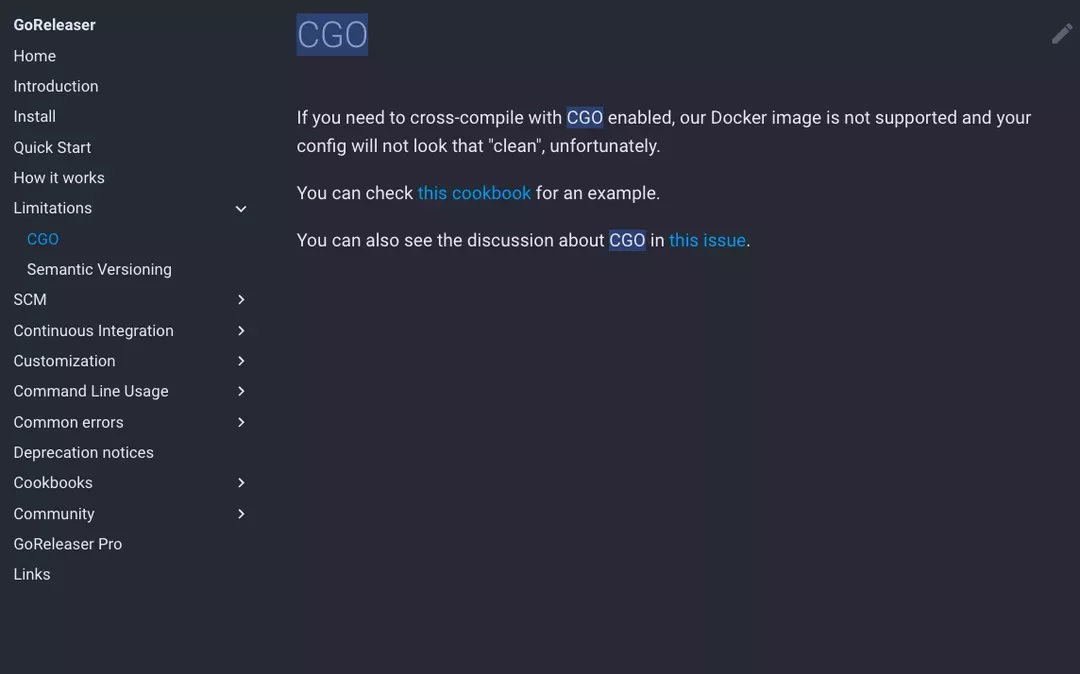 GoReleaser
Home
Introduction
Install
Quick Start
How it works
Limitations
CGO
Semantic Versioning
SCM
Continuous Integration
Customization
Command Line Usage
Common errors
Deprecation notices
Cookbooks
Community
GoReleaser Pro
Links
CGO
If you need to cross-compile with CGO enabled, our Docker image is not supported and your
config will not look that "clean", unfortunately.
You can check this cookbook for an example.
You can also see the discussion about CGO in this issue.